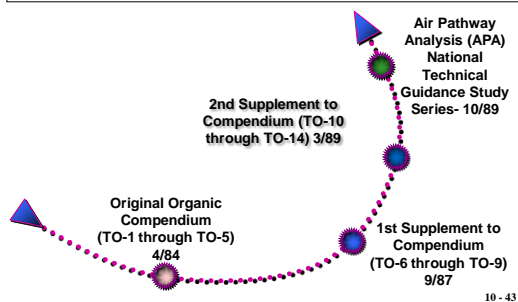 Air Pathway
Analysis (APA)
National
Technical
Guidance Study
Series- 10/89
2nd Supplement to
Compendium (TO-10
through TO-14) 3/89
Original Organic
Compendium
(TO-1 through TO-5)
4/84
1st Supplement to
Compendium
(TO-6 through TO-9)
9/87
10 - 43